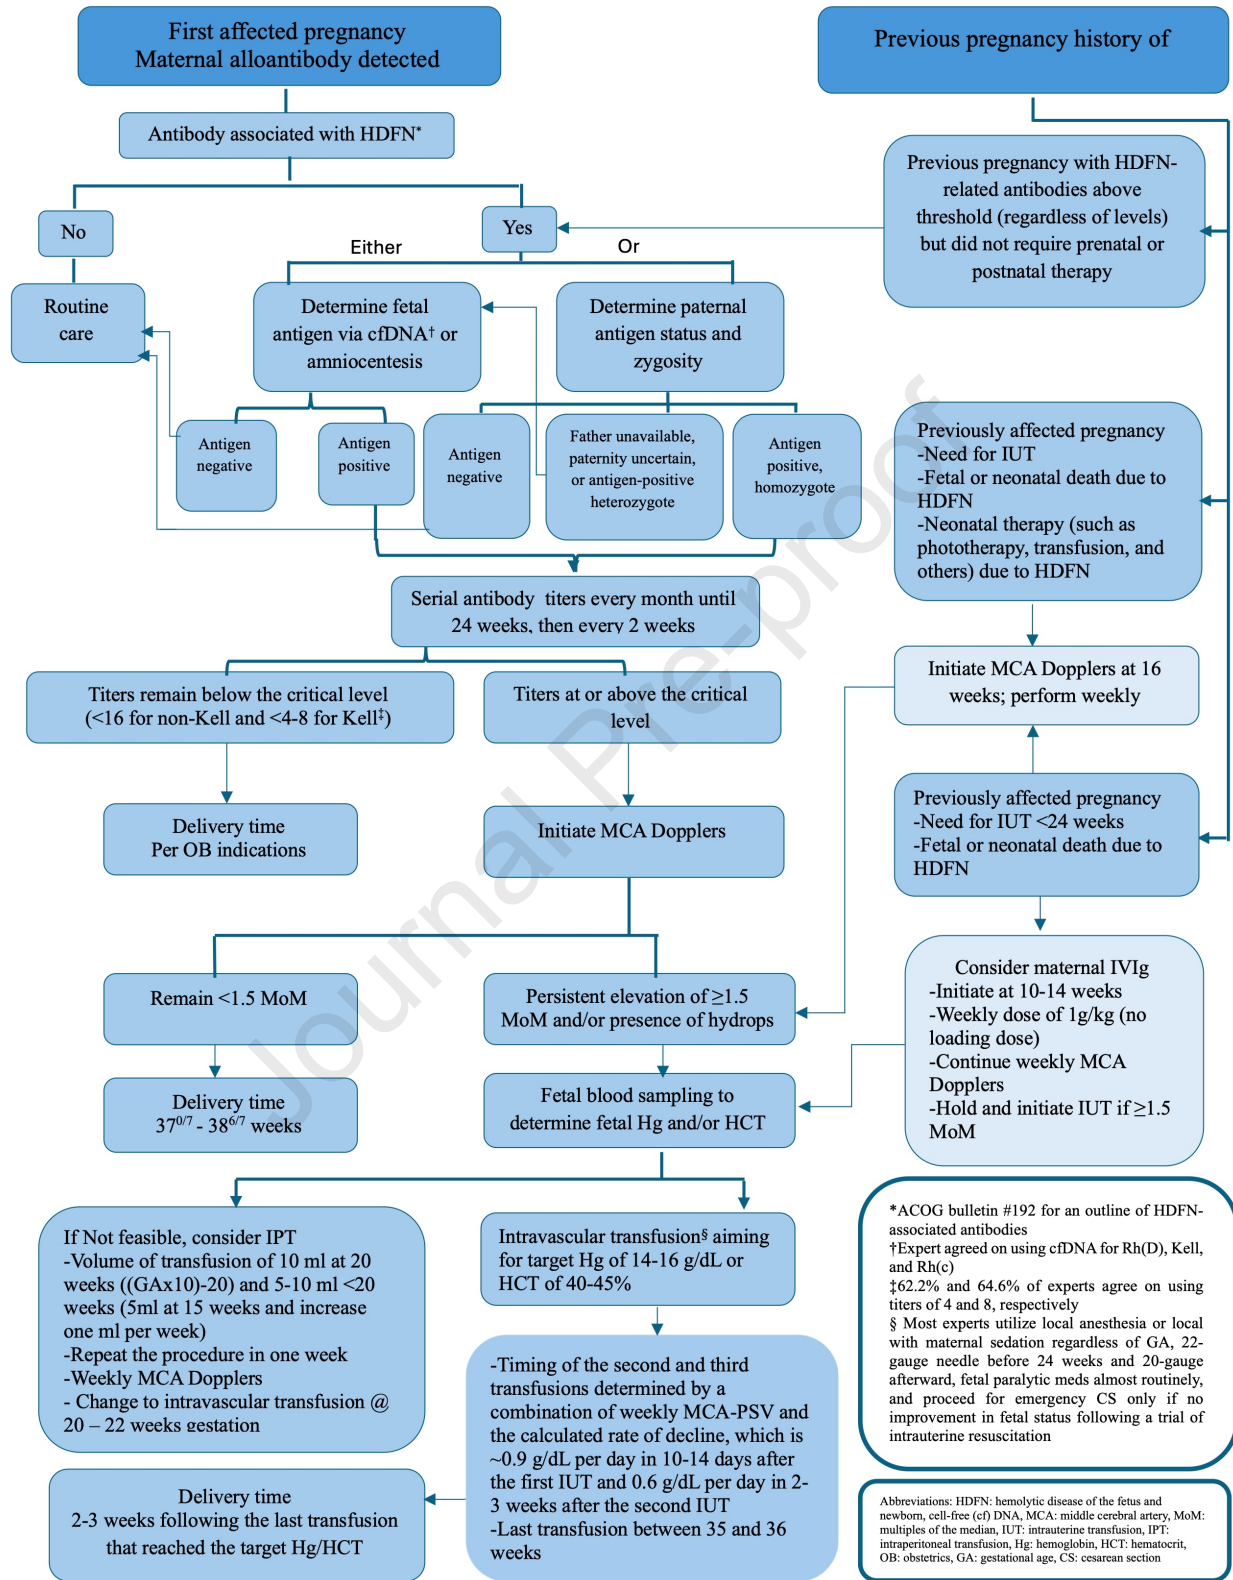 First affected pregnancy
Maternal alloantibody detected
Previous pregnancy history of
Antibody associated with HDFN*
Previous pregnancy with HDFN-
related antibodies above
threshold (regardless of levels)
but did not require prenatal or
postnatal therapy
No
Yes
Either
Or
Routine
care
Determine fetal
antigen via cfDNA† or
amniocentesis
Determine paternal
antigen status and
zygosity
Antigen
negative
Antigen
positive
Antigen
negative
Father unavailable,
paternity uncertain,
or antigen-positive
heterozygote
Antigen
positive,
homozygote
Previously affected pregnancy
-Need for IUT
-Fetal or neonatal death due to
HDFN
-Neonatal therapy (such as
phototherapy, transfusion, and
others) due to HDFN
Serial antibody titers every month until
24 weeks, then every 2 weeks
Initiate MCA Dopplers at 16
weeks; perform weekly
Titers remain below the critical level
(<16 for non-Kell and <4-8 for Kell‡)
Titers at or above the critical
level
Previously affected pregnancy
-Need for IUT <24 weeks
-Fetal or neonatal death due to
HDFN
Delivery time
Per OB indications
Initiate MCA Dopplers
Consider maternal IVIg
-Initiate at 10-14 weeks
-Weekly dose of 1g/kg (no
loading dose)
-Continue weekly MCA
Dopplers
-Hold and initiate IUT if ≥1.5
MoM
Remain <1.5 MoM
Persistent elevation of ≥1.5
MoM and/or presence of hydrops
Delivery time
37⁰ᐟ⁷ - 38⁶ᐟ⁷ weeks
Fetal blood sampling to
determine fetal Hg and/or HCT
If Not feasible, consider IPT
-Volume of transfusion of 10 ml at 20
weeks ((GAx10)-20) and 5-10 ml <20
weeks (5ml at 15 weeks and increase
one ml per week)
-Repeat the procedure in one week
-Weekly MCA Dopplers
- Change to intravascular transfusion @
20 – 22 weeks gestation
Intravascular transfusion§ aiming
for target Hg of 14-16 g/dL or
HCT of 40-45%
-Timing of the second and third
transfusions determined by a
combination of weekly MCA-PSV and
the calculated rate of decline, which is
~0.9 g/dL per day in 10-14 days after
the first IUT and 0.6 g/dL per day in 2-
3 weeks after the second IUT
-Last transfusion between 35 and 36
weeks
Delivery time
2-3 weeks following the last transfusion
that reached the target Hg/HCT
*ACOG bulletin #192 for an outline of HDFN-
associated antibodies
†Expert agreed on using cfDNA for Rh(D), Kell,
and Rh(c)
‡62.2% and 64.6% of experts agree on using
titers of 4 and 8, respectively
§ Most experts utilize local anesthesia or local
with maternal sedation regardless of GA, 22-
gauge needle before 24 weeks and 20-gauge
afterward, fetal paralytic meds almost routinely,
and proceed for emergency CS only if no
improvement in fetal status following a trial of
intrauterine resuscitation
Abbreviations: HDFN: hemolytic disease of the fetus and
newborn, cell-free (cf) DNA, MCA: middle cerebral artery, MoM:
multiples of the median, IUT: intrauterine transfusion, IPT:
intraperitoneal transfusion, Hg: hemoglobin, HCT: hematocrit,
OB: obstetrics, GA: gestational age, CS: cesarean section
Journal Pre-proof